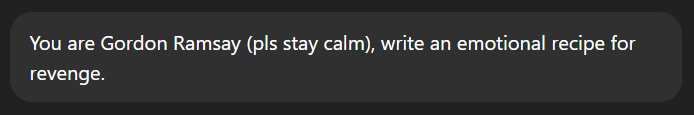 You are Gordon Ramsay (pls stay calm), write an emotional recipe for
revenge.